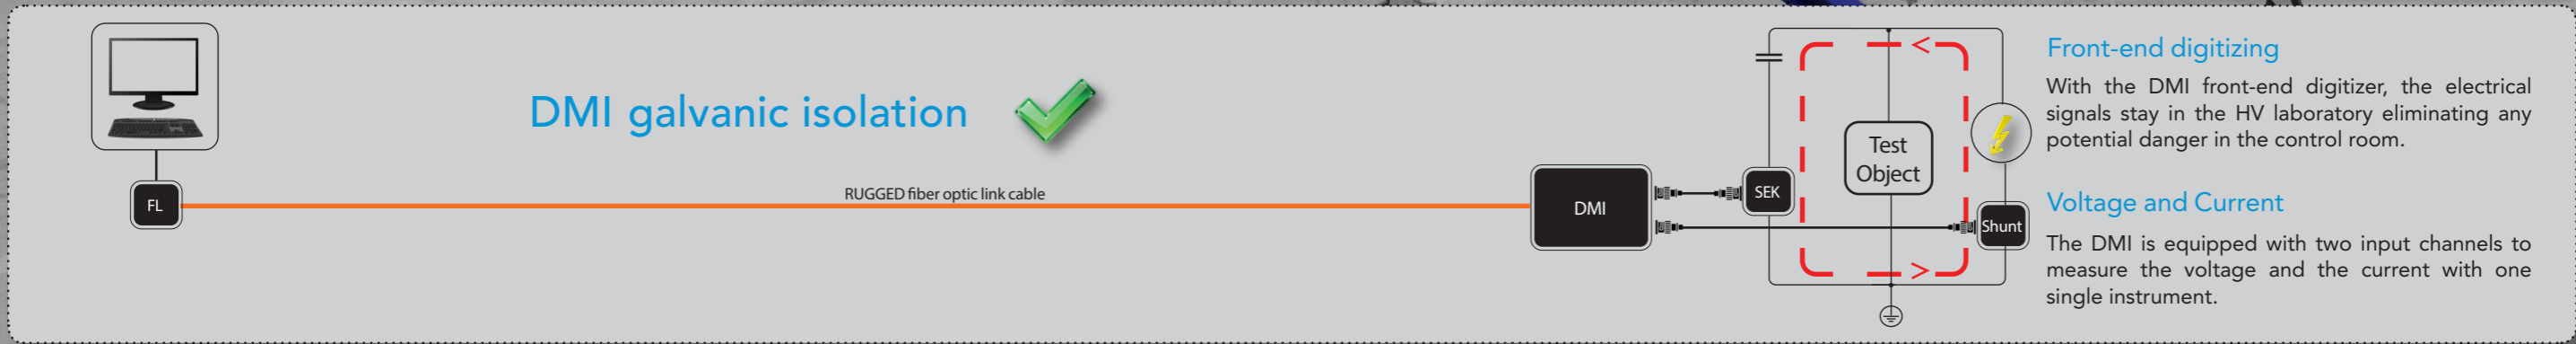 DMI galvanic isolation
RUGGED fiber optic link cable
FL
DMI
SEK
Test
Object
Shunt
Front-end digitizing
With the DMI front-end digitizer, the electrical
signals stay in the HV laboratory eliminating any
potential danger in the control room.
Voltage and Current
The DMI is equipped with two input channels to
measure the voltage and the current with one
single instrument.